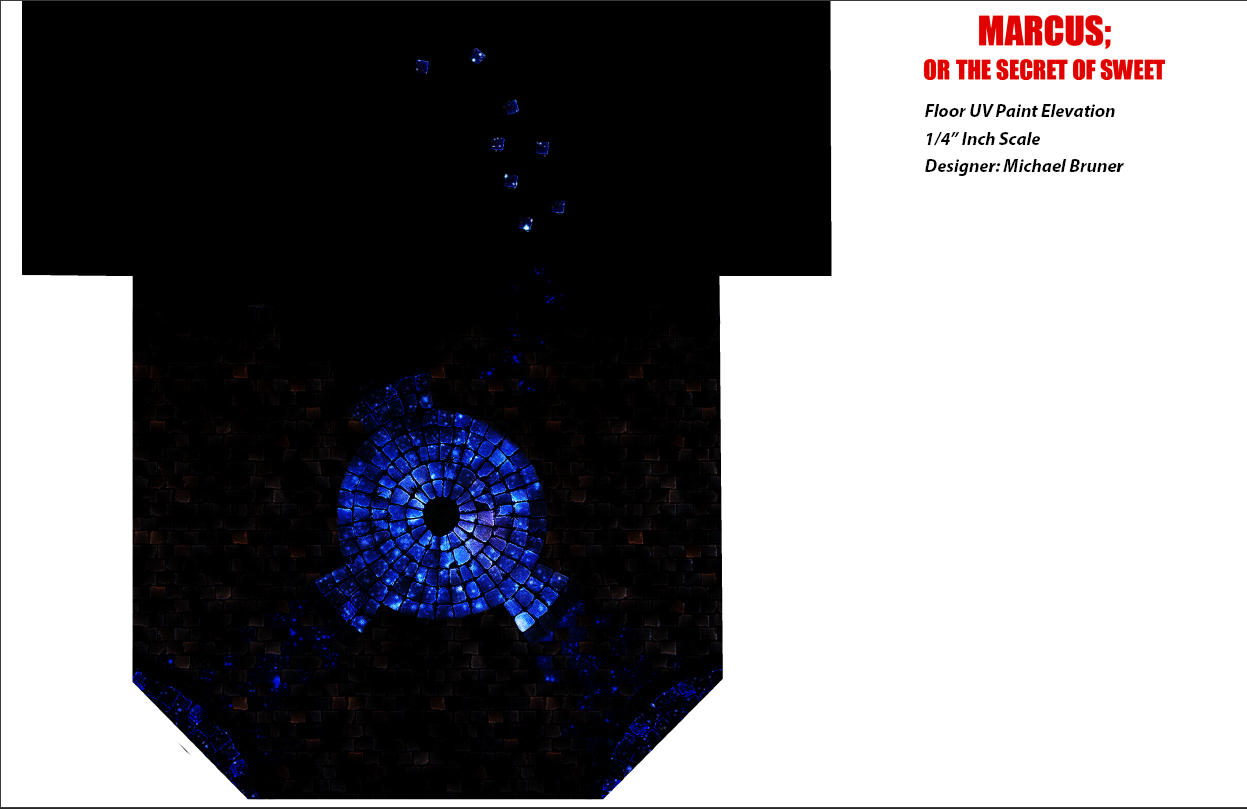 MARCUS;
OR THE SECRET OF SWEET
Floor UV Paint Elevation
1/4” Inch Scale
Designer: Michael Bruner